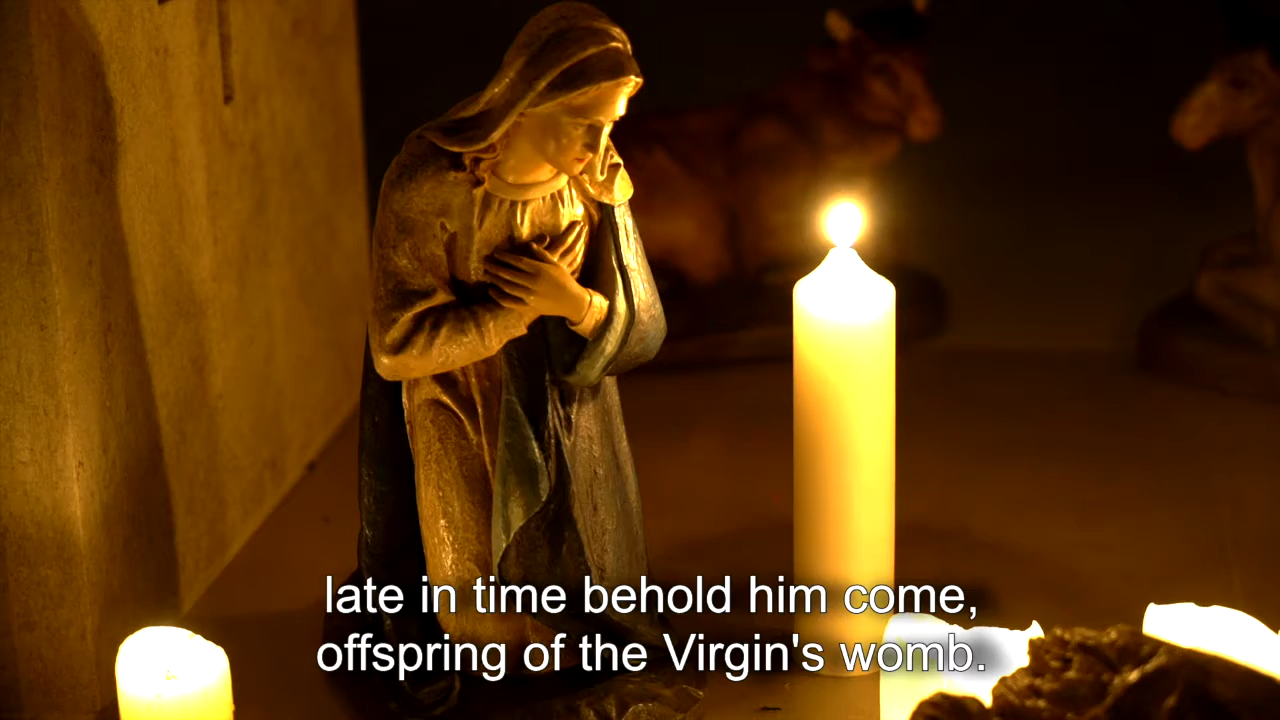 late in time behold him come,
offspring of the Virgin's womb.